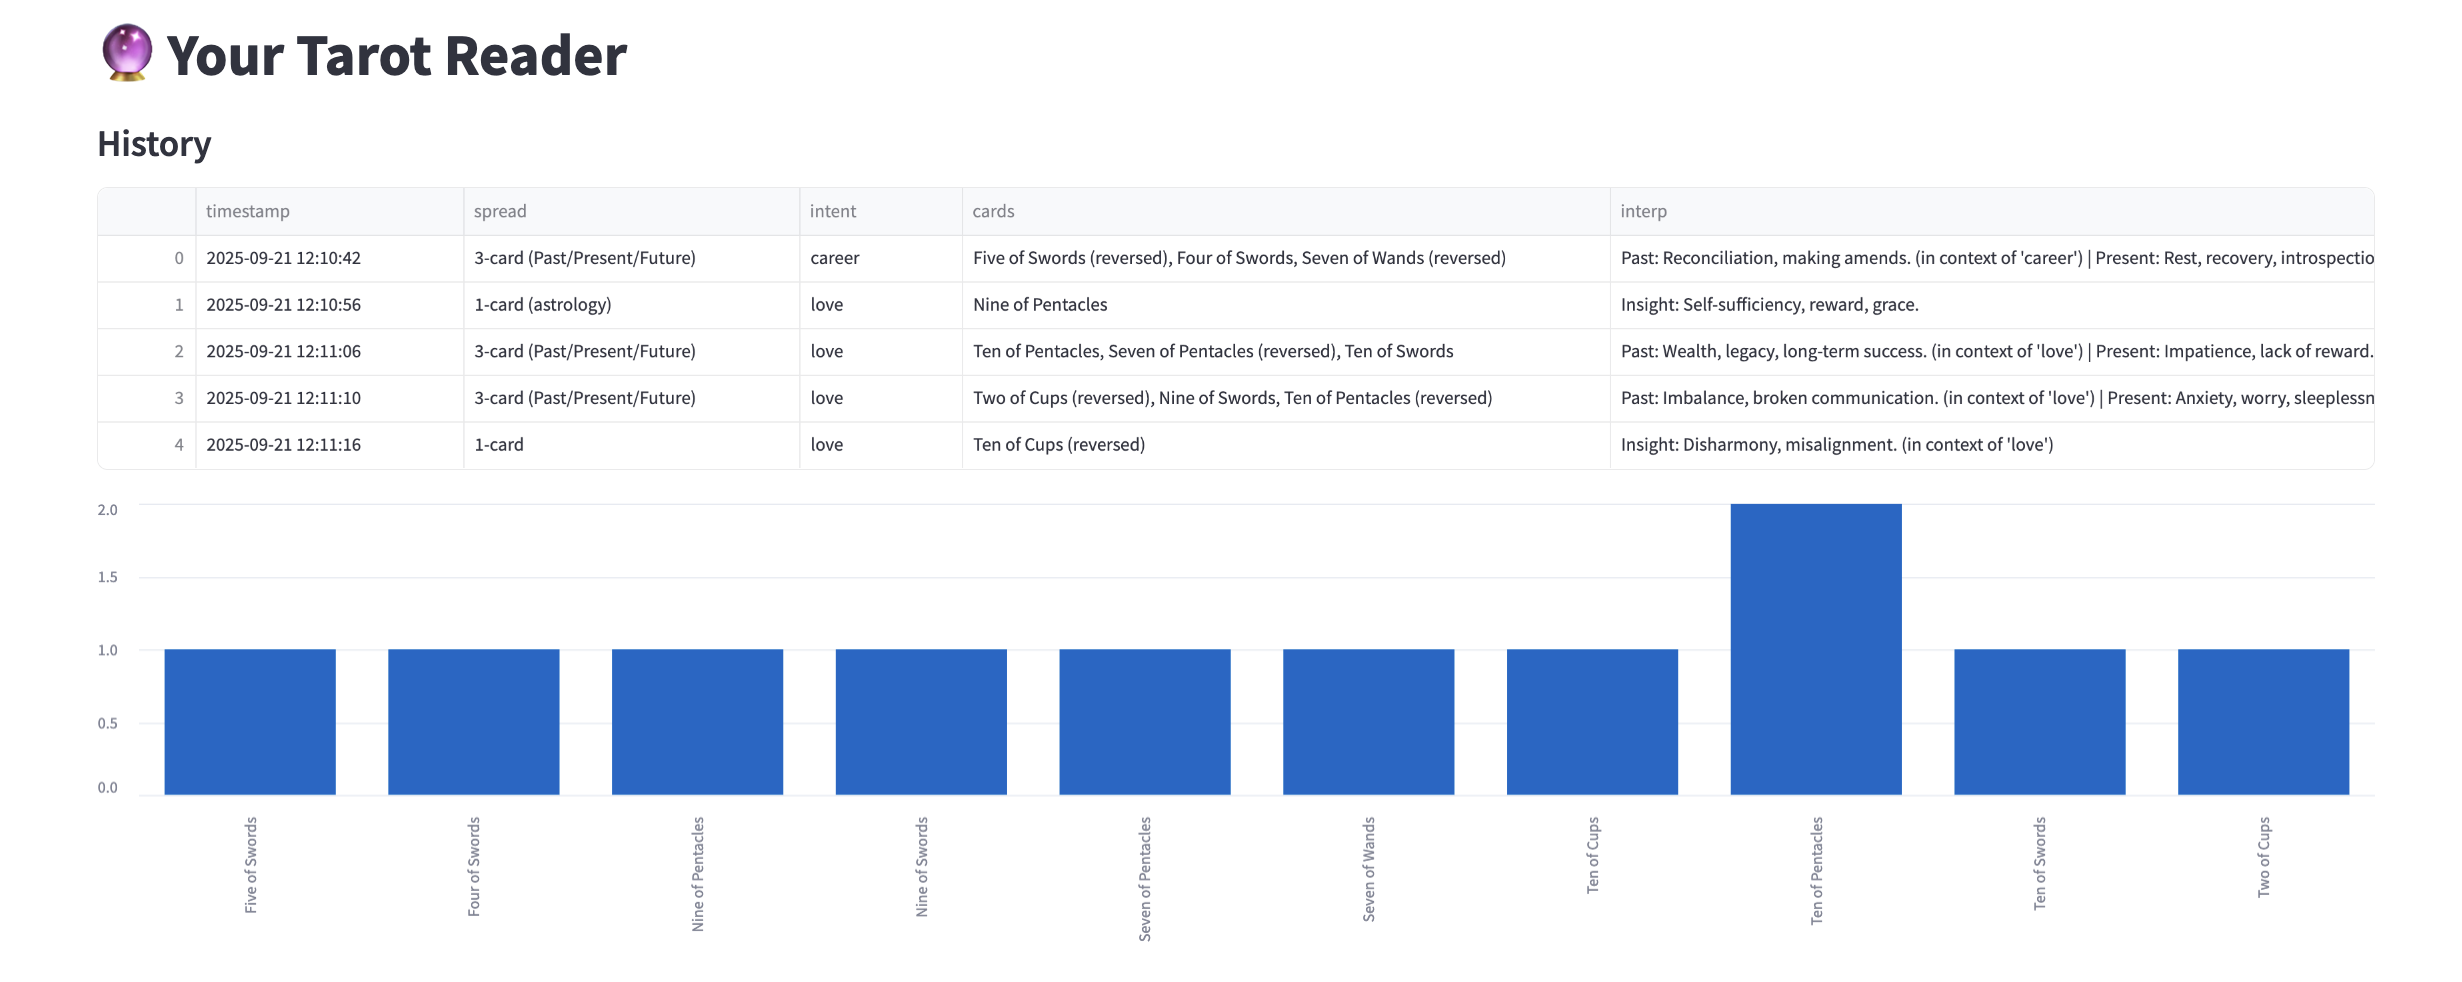 🔮 Your Tarot Reader
History
timestamp spread intent cards interp
0 2025-09-21 12:10:42 3-card (Past/Present/Future) career Five of Swords (reversed), Four of Swords, Seven of Wands (reversed) Past: Reconciliation, making amends. (in context of 'career') | Present: Rest, recovery, introspectio
1 2025-09-21 12:10:56 1-card (astrology) love Nine of Pentacles Insight: Self-sufficiency, reward, grace.
2 2025-09-21 12:11:06 3-card (Past/Present/Future) love Ten of Pentacles, Seven of Pentacles (reversed), Ten of Swords Past: Wealth, legacy, long-term success. (in context of 'love') | Present: Impatience, lack of reward.
3 2025-09-21 12:11:10 3-card (Past/Present/Future) love Two of Cups (reversed), Nine of Swords, Ten of Pentacles (reversed) Past: Imbalance, broken communication. (in context of 'love') | Present: Anxiety, worry, sleeplessn
4 2025-09-21 12:11:16 1-card love Ten of Cups (reversed) Insight: Disharmony, misalignment. (in context of 'love')
2.0
1.5
1.0
0.5
0.0
Five of Swords
Four of Swords
Nine of Pentacles
Nine of Swords
Seven of Pentacles
Seven of Wands
Ten of Cups
Ten of Pentacles
Ten of Swords
Two of Cups